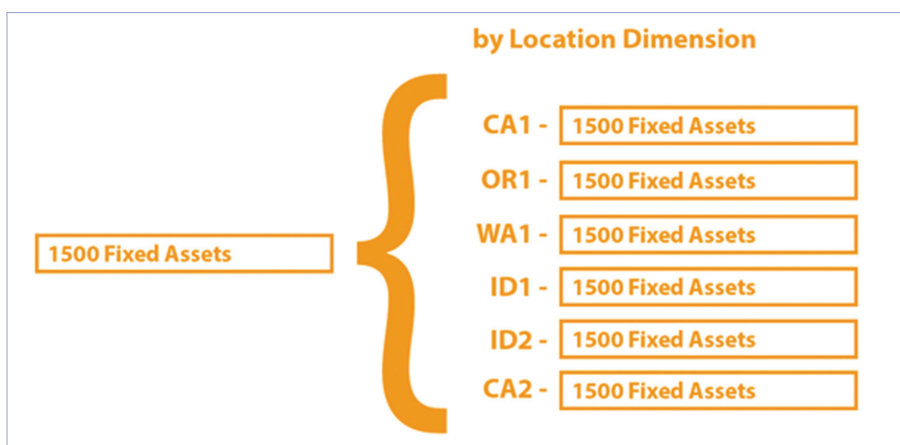 by Location Dimension
CA1 - 1500 Fixed Assets
OR1 - 1500 Fixed Assets
WA1 - 1500 Fixed Assets
1500 Fixed Assets
ID1 - 1500 Fixed Assets
ID2 - 1500 Fixed Assets
CA2 - 1500 Fixed Assets